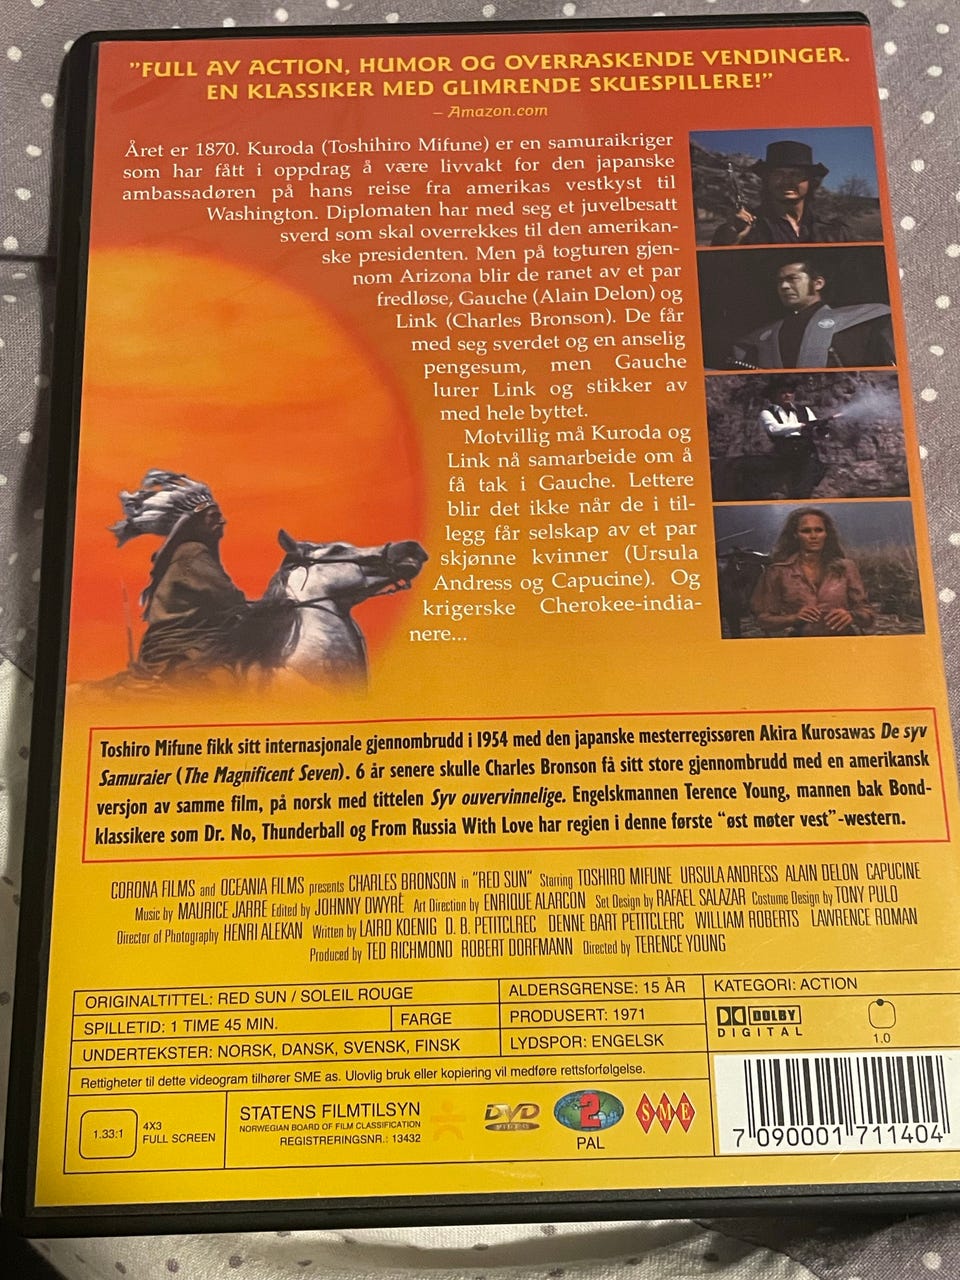 ”FULL AV ACTION, HUMOR OG OVERRASKENDE VENDINGER.
EN KLASSIKER MED GLIMRENDE SKUESPILLERE!”
– Amazon.com
Året er 1870. Kuroda (Toshihiro Mifune) er en samuraikriger
som har fått i oppdrag å være livvakt for den japanske
ambassadøren på hans reise fra amerikas vestkyst til
Washington. Diplomaten har med seg et juvelbesatt
sverd som skal overrekkes til den amerikan-
ske presidenten. Men på togturen gjen-
nom Arizona blir de ranet av et par
fredløse, Gauche (Alain Delon) og
Link (Charles Bronson). De får
med seg sverdet og en anselig
pengesum, men Gauche
lurer Link og stikker av
med hele byttet.
Motvillig må Kuroda og
Link nå samarbeide om å
få tak i Gauche. Lettere
blir det ikke når de i til-
legg får selskap av et par
skjønne kvinner (Ursula
Andress og Capucine). Og
krigerske Cherokee-india-
nere...
Toshiro Mifune fikk sitt internasjonale gjennombrudd i 1954 med den japanske mesterregissøren Akira Kurosawas De syv
Samuraier (The Magnificent Seven). 6 år senere skulle Charles Bronson få sitt store gjennombrudd med en amerikansk
versjon av samme film, på norsk med tittelen Syv ouvervinnelige. Engelskmannen Terence Young, mannen bak Bond-
klassikere som Dr. No, Thunderball og From Russia With Love har regien i denne første “øst møter vest”-western.
CORONA FILMS and OCEANIA FILMS presents CHARLES BRONSON in "RED SUN" Starring TOSHIRO MIFUNE URSULA ANDRESS ALAIN DELON CAPUCINE
Music by MAURICE JARRE Edited by JOHNNY DWYRE Art Direction by ENRIQUE ALARCON Set Design by RAFAEL SALAZAR Costume Design by TONY PULO
Director of Photography HENRI ALEKAN Written by LAIRD KOENIG D. B. PETITCLREC DENNE BART PETITCLERC WILLIAM ROBERTS LAWRENCE ROMAN
Produced by TED RICHMOND ROBERT DORFMANN Directed by TERENCE YOUNG
ORIGINALTITTEL: RED SUN / SOLEIL ROUGE
ALDERSGRENSE: 15 ÅR
KATEGORI: ACTION
SPILLETID: 1 TIME 45 MIN.
FARGE
PRODUSERT: 1971
DOLBY
DIGITAL
1.0
UNDERTEKSTER: NORSK, DANSK, SVENSK, FINSK
LYDSPOR: ENGELSK
Rettigheter til dette videogram tilhører SME as. Ulovlig bruk eller kopiering vil medføre rettsforfølgelse.
1.33:1
4X3
FULL SCREEN
STATENS FILMTILSYN
NORWEGIAN BOARD OF FILM CLASSIFICATION
REGISTRERINGSNR.: 13432
DVD
VIDEO
2
PAL
SME
7 090001 711404